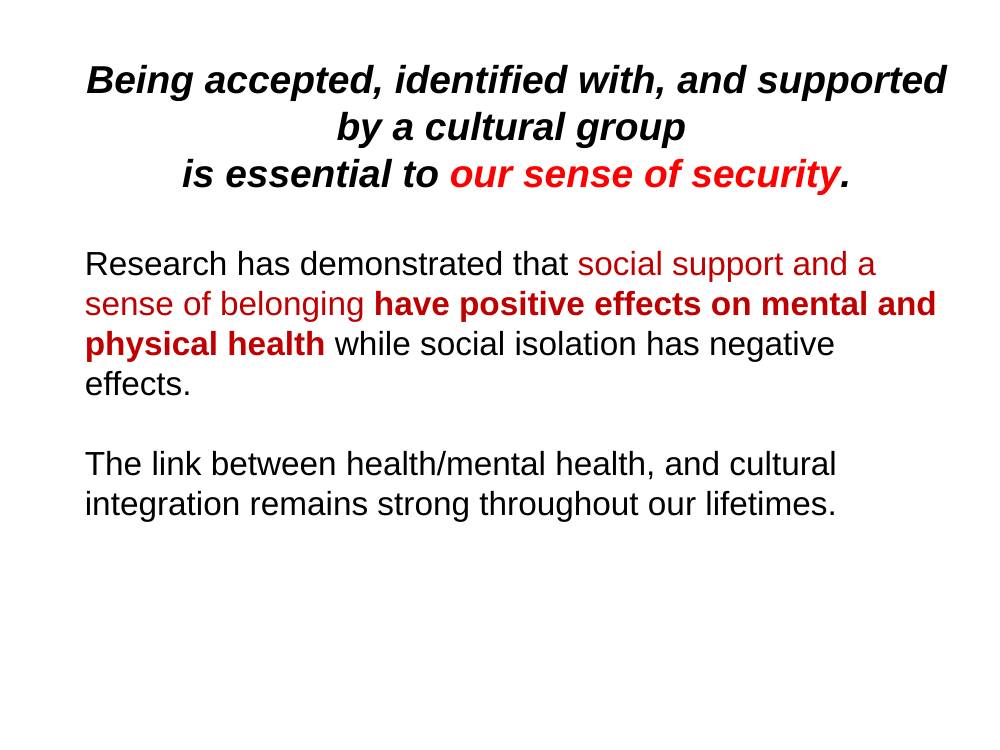 Being accepted, identified with, and supported
by a cultural group
is essential to our sense of security.
Research has demonstrated that social support and a
sense of belonging have positive effects on mental and
physical health while social isolation has negative
effects.
The link between health/mental health, and cultural
integration remains strong throughout our lifetimes.